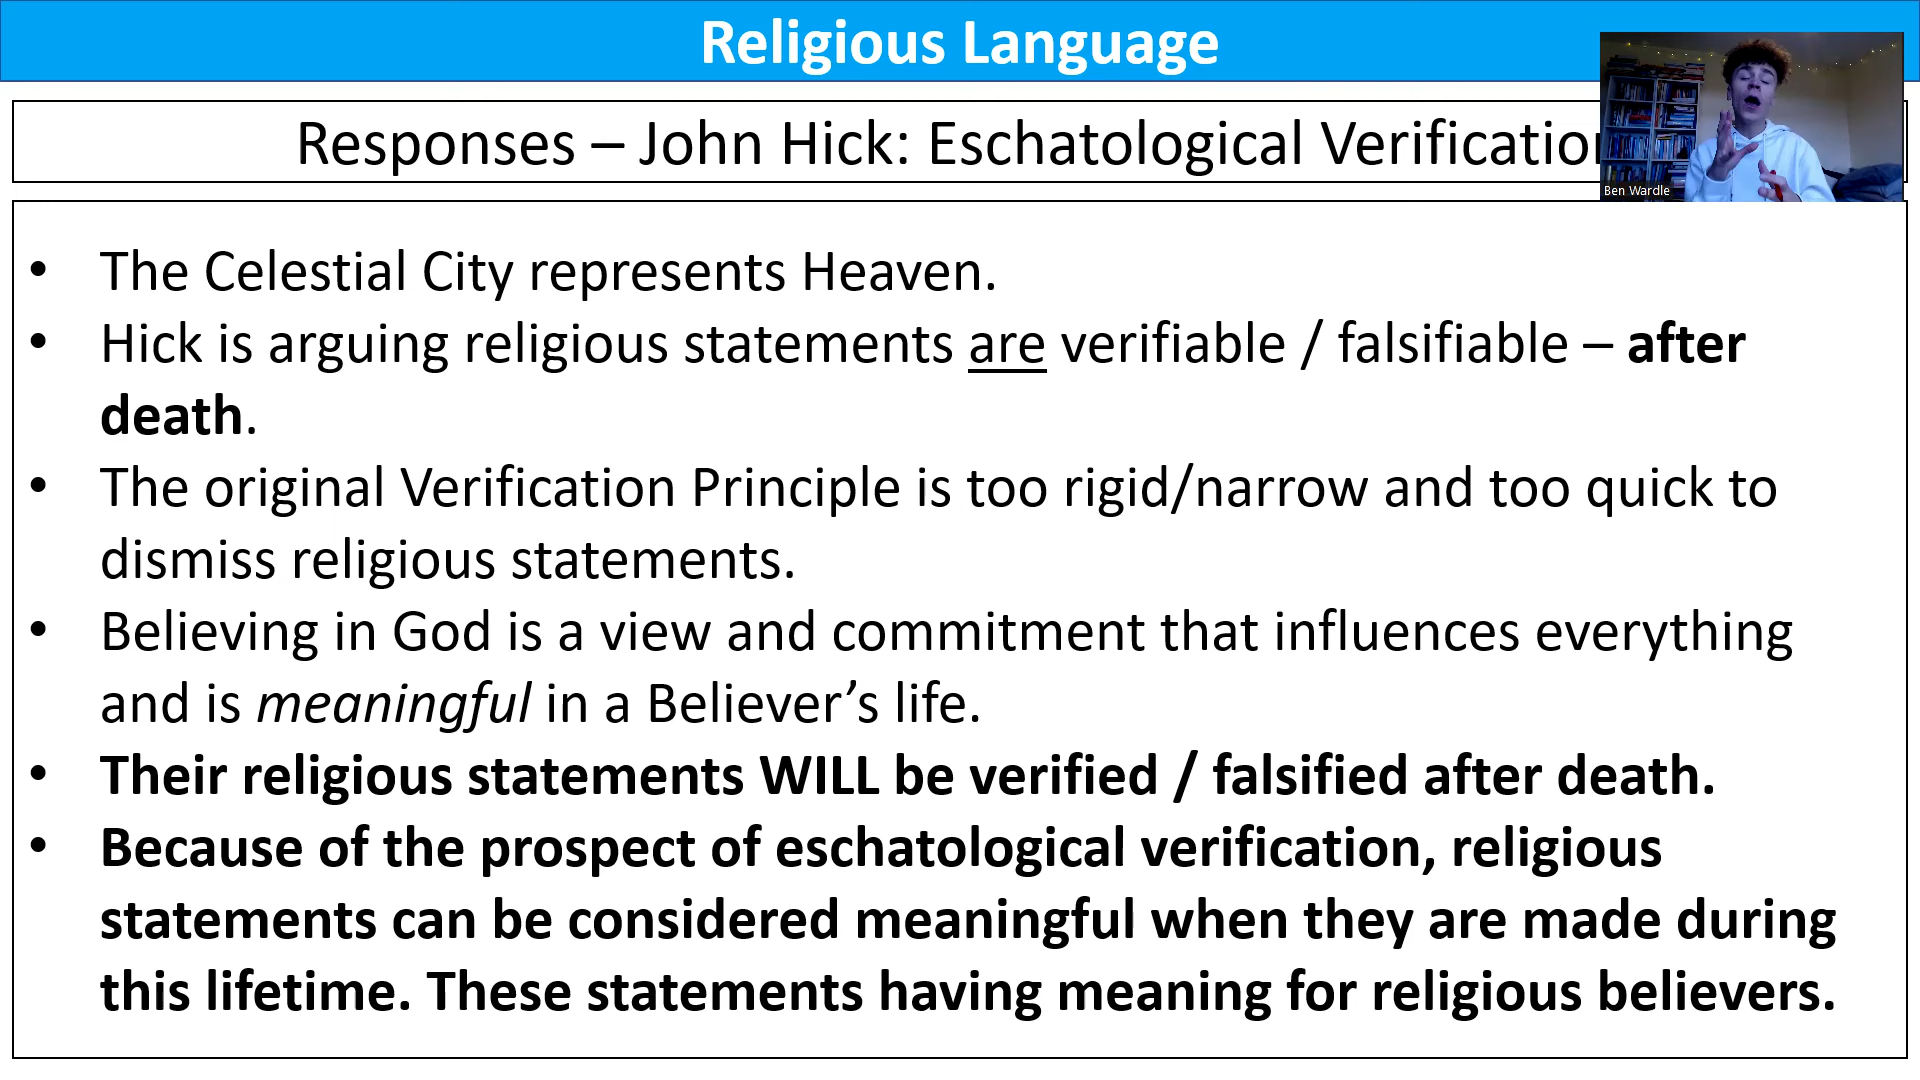 Religious Language
Responses – John Hick: Eschatological Verificatio
Ben Wardle
• The Celestial City represents Heaven.
• Hick is arguing religious statements are verifiable / falsifiable – after
death.
• The original Verification Principle is too rigid/narrow and too quick to
dismiss religious statements.
• Believing in God is a view and commitment that influences everything
and is meaningful in a Believer’s life.
• Their religious statements WILL be verified / falsified after death.
• Because of the prospect of eschatological verification, religious
statements can be considered meaningful when they are made during
this lifetime. These statements having meaning for religious believers.